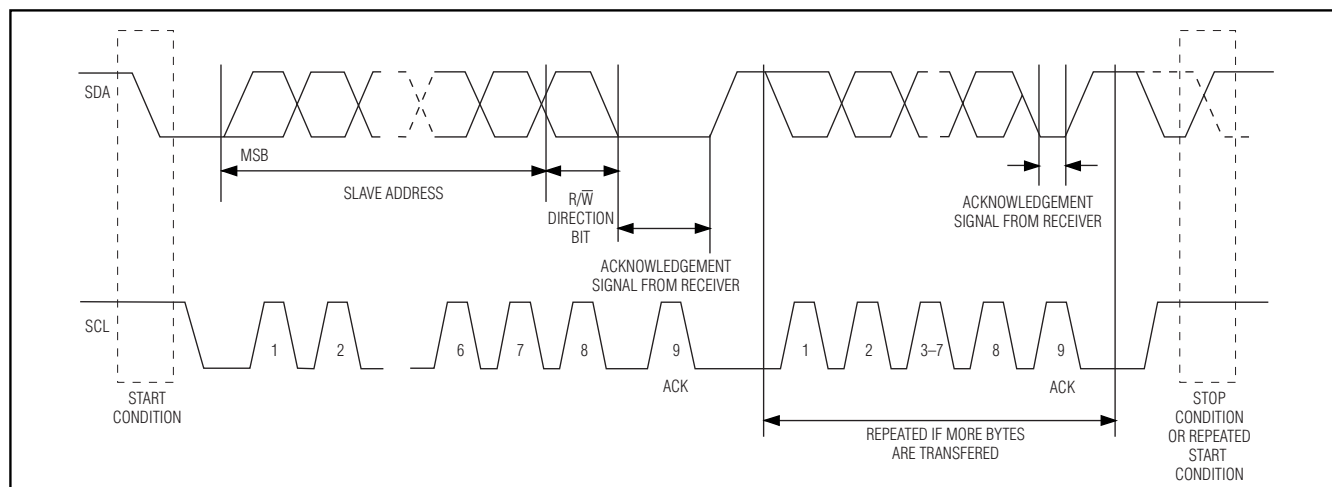 SDA
MSB
SLAVE ADDRESS
R/W̅
DIRECTION
BIT
ACKNOWLEDGEMENT
SIGNAL FROM RECEIVER
ACKNOWLEDGEMENT
SIGNAL FROM RECEIVER
SCL
1
2
6
7
8
9
1
2
3–7
8
9
ACK
ACK
START
CONDITION
REPEATED IF MORE BYTES
ARE TRANSFERED
STOP
CONDITION
OR REPEATED
START
CONDITION